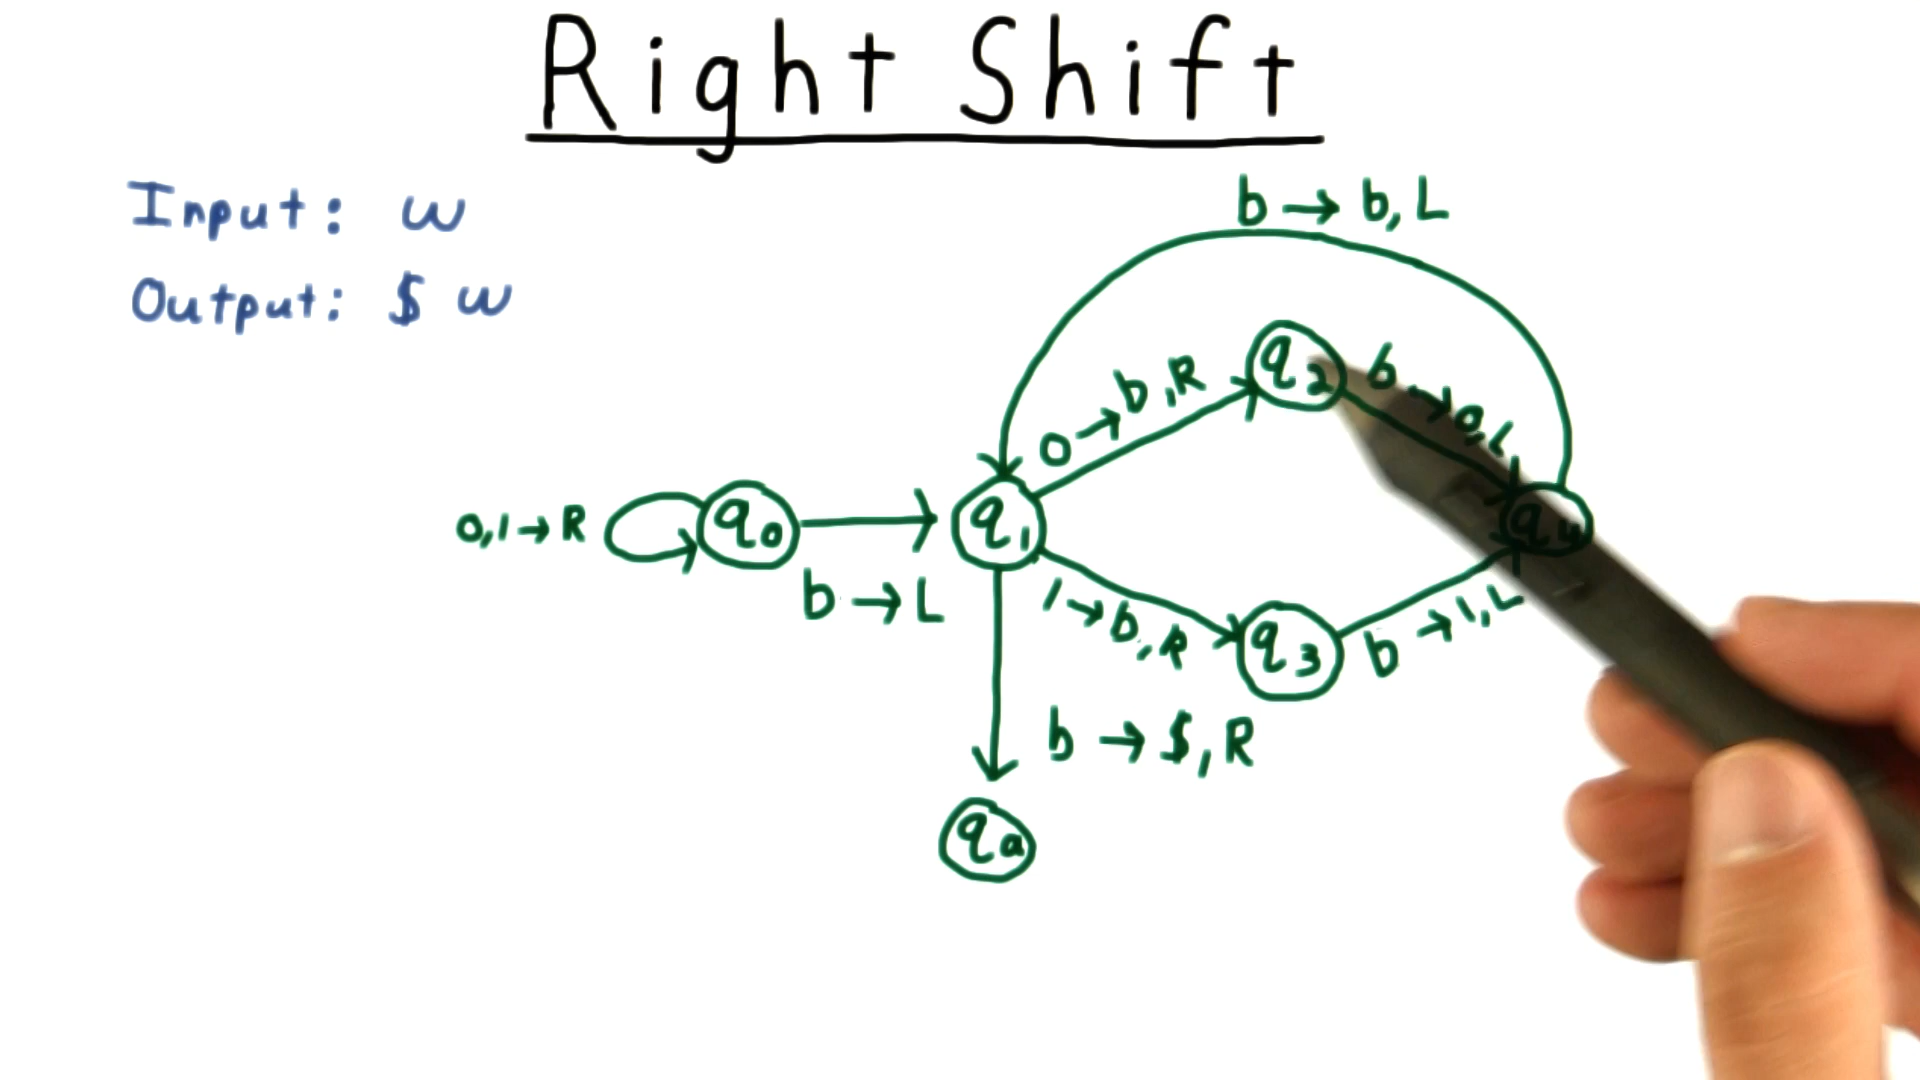 Right Shift
Input: w
Output: $ w
b → b, L
q2
b → 0, L
0 → b, R
0,1 → R
q0
q1
q4
b → L
1 → b, R
q3
b → 1, L
b → $, R
qa